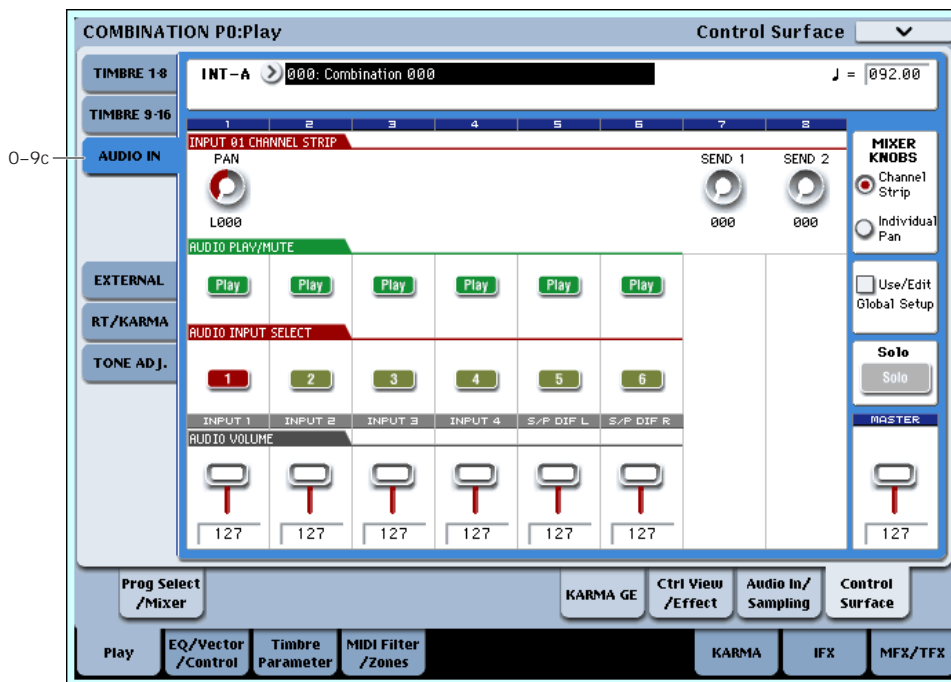 COMBINATION P0:Play Control Surface
TIMBRE 1-8
INT-A 000: Combination 000 ♩ = 092.00
TIMBRE 9-16
1 2 3 4 5 6 7 8
0–9c
AUDIO IN
INPUT 01 CHANNEL STRIP
PAN SEND 1 SEND 2
L000 000 000
MIXER
KNOBS
Channel
Strip
Individual
Pan
AUDIO PLAY/MUTE
EXTERNAL
Play Play Play Play Play Play
Use/Edit
Global Setup
RT/KARMA
AUDIO INPUT SELECT
TONE ADJ.
1 2 3 4 5 6
Solo
Solo
INPUT 1 INPUT 2 INPUT 3 INPUT 4 S/P DIF L S/P DIF R
MASTER
AUDIO VOLUME
127 127 127 127 127 127 127
Prog Select
/Mixer
KARMA GE
Ctrl View
/Effect
Audio In/
Sampling
Control
Surface
Play
EQ/Vector
/Control
Timbre
Parameter
MIDI Filter
/Zones
KARMA
IFX
MFX/TFX